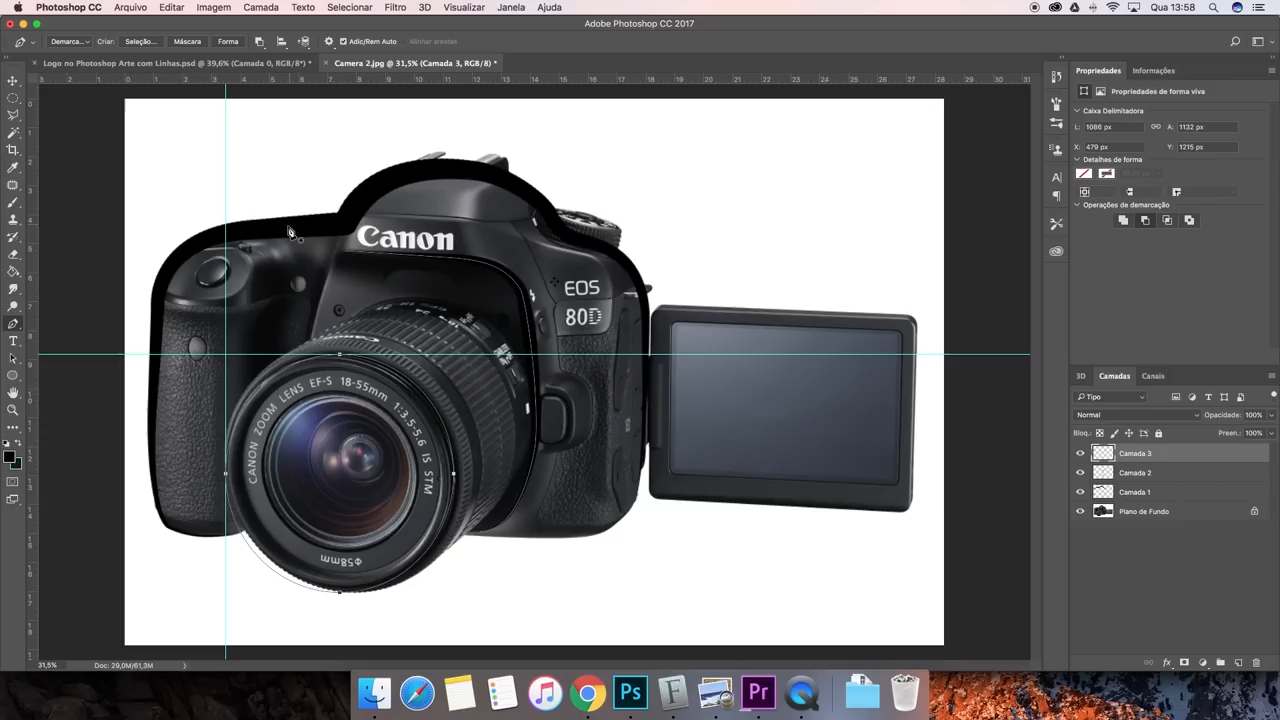 Photoshop CC Arquivo Editar Imagem Camada Texto Selecionar Filtro 3D Visualizar Janela Ajuda Qua 13:58
Adobe Photoshop CC 2017
Demarca... Criar: Seleção... Máscara Forma Adic/Rem Auto Alinhar arestas
Logo no Photoshop Arte com Linhas.psd @ 39,6% (Camada 0, RGB/8*) * Camera 2.jpg @ 31,5% (Camada 3, RGB/8) *
Propriedades Informações
Propriedades de forma viva
Caixa Delimitadora
L: 1086 px A: 1132 px
X: 479 px Y: 1215 px
Detalhes de forma
Operações de demarcação
Canon
EOS
80D
CANON ZOOM LENS EF-S 18-55mm 1:3.5-5.6 IS STM
Φ58mm
3D Camadas Canais
Tipo
Normal Opacidade: 100%
Bloq.: Preen.: 100%
Camada 3
Camada 2
Camada 1
Plano de Fundo
31,5% Doc: 29,0M/61,3M
Ps F Pr